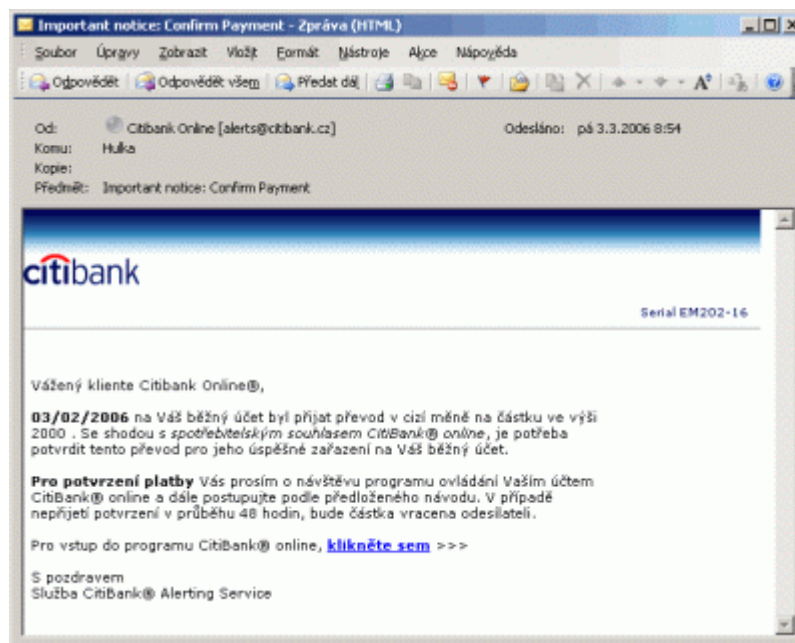 Important notice: Confirm Payment - Zpráva (HTML)
Soubor Úpravy Zobrazit Vložit Formát Nástroje Akce Nápověda
Odpovědět Odpovědět všem Předat dál
Od: Citibank Online [alerts@citibank.cz] Odesláno: pá 3.3.2006 8:54
Komu: Hulka
Kopie:
Předmět: Important notice: Confirm Payment
citibank
Serial EM202-16
Vážený kliente Citibank Online®,
03/02/2006 na Váš běžný účet byl přijat převod v cizí měně na částku ve výši
2000 . Se shodou s spotřebitelským souhlasem CitiBank® online, je potřeba
potvrdit tento převod pro jeho úspěšné zařazení na Váš běžný účet.
Pro potvrzení platby Vás prosím o návštěvu programu ovládání Vaším účtem
CitiBank® online a dále postupujte podle předloženého návodu. V případě
nepřijetí potvrzení v průběhu 48 hodin, bude částka vracena odesilateli.
Pro vstup do programu CitiBank® online, klikněte sem >>>
S pozdravem
Služba CitiBank® Alerting Service